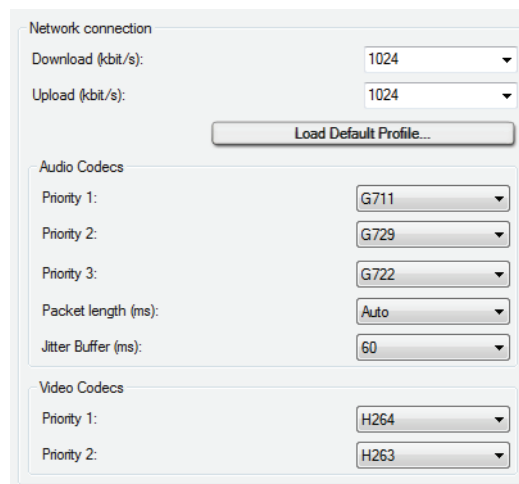 Network connection
Download (kbit/s): 1024
Upload (kbit/s): 1024
Load Default Profile...
Audio Codecs
Priority 1: G711
Priority 2: G729
Priority 3: G722
Packet length (ms): Auto
Jitter Buffer (ms): 60
Video Codecs
Priority 1: H264
Priority 2: H263